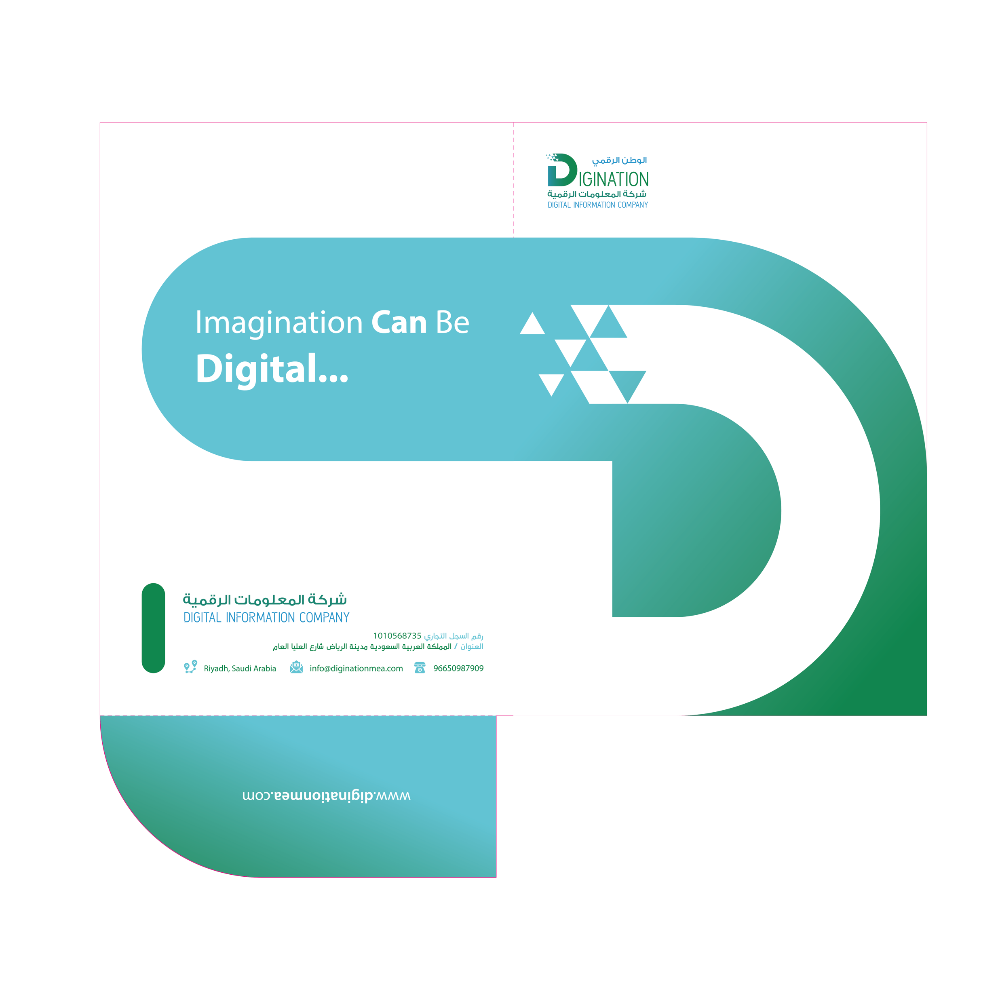 الوطن الرقمي
DIGINATION
شركة المعلومات الرقمية
DIGITAL INFORMATION COMPANY
Imagination Can Be
Digital...
شركة المعلومات الرقمية
DIGITAL INFORMATION COMPANY
رقم السجل التجاري 1010568735
العنوان / المملكة العربية السعودية مدينة الرياض شارع العليا العام
Riyadh, Saudi Arabia info@diginationmea.com 96650987909
www.diginationmea.com